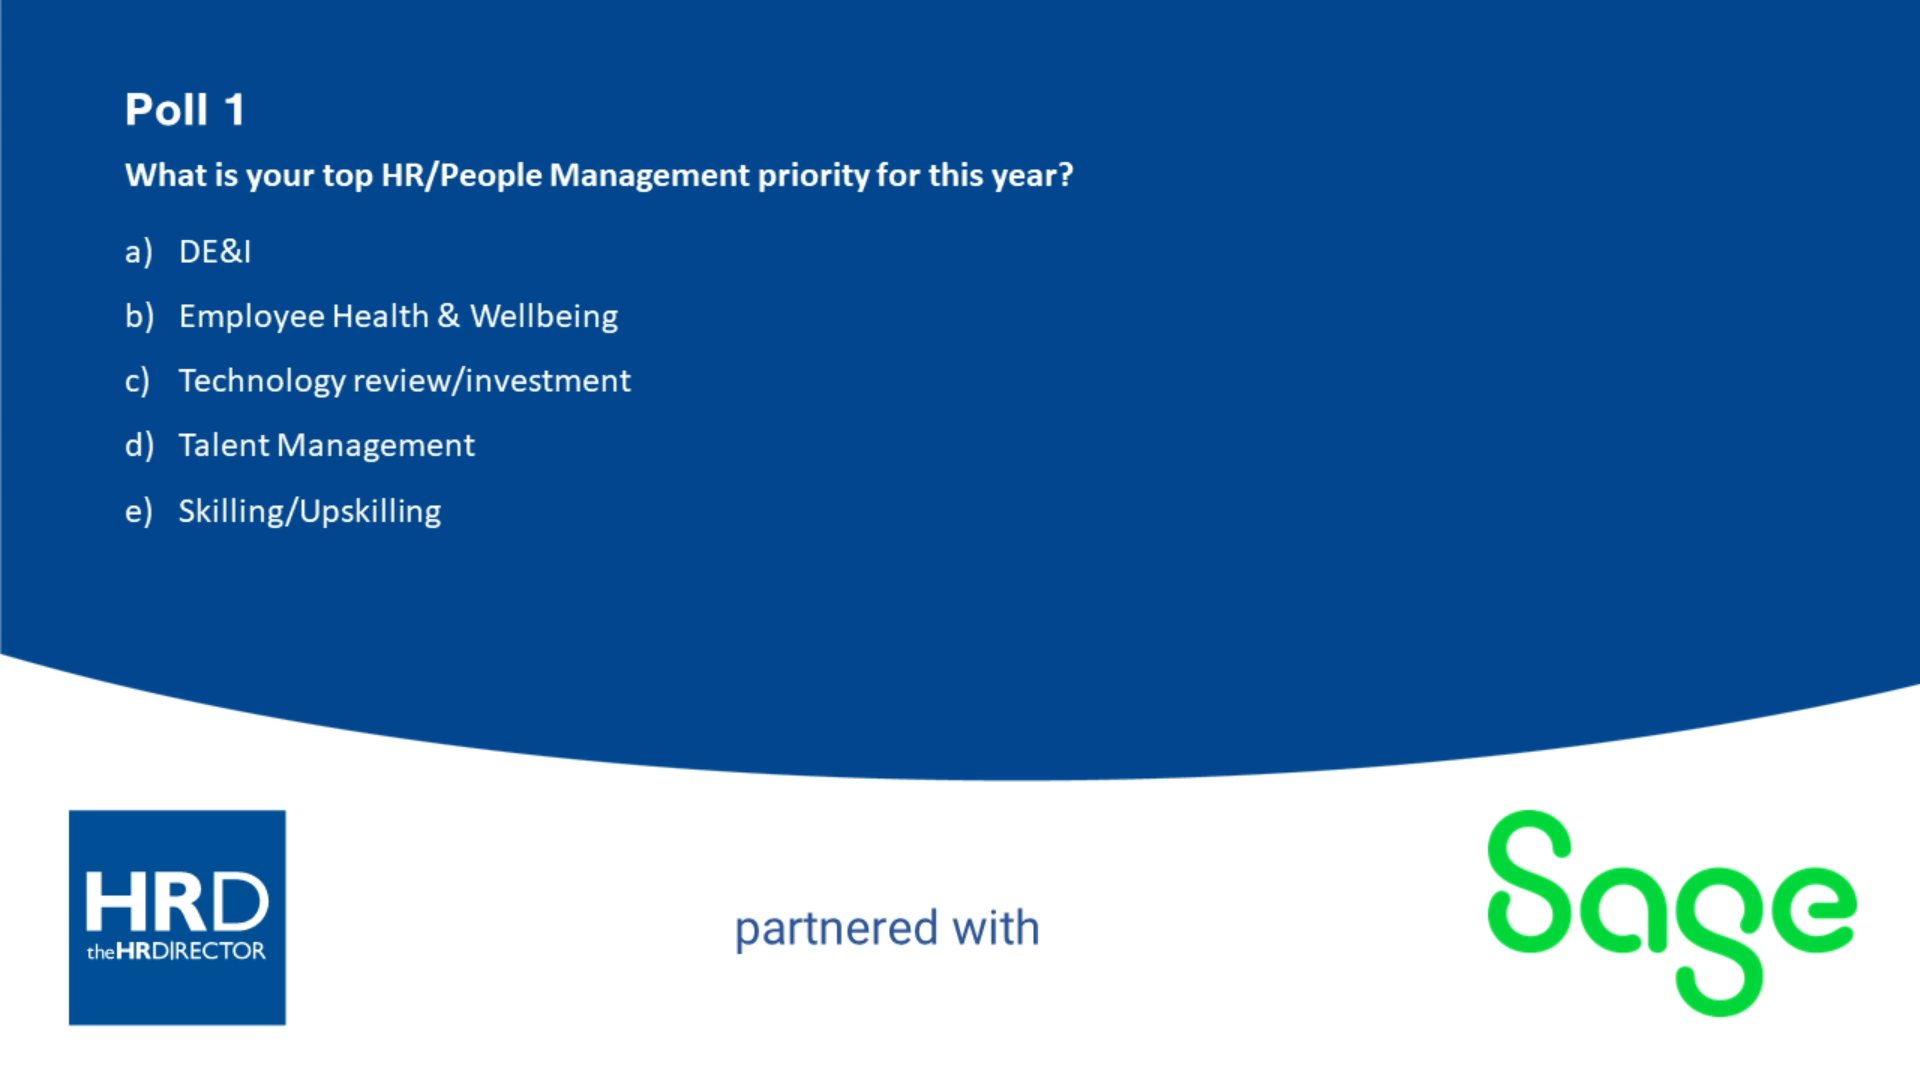 Poll 1
What is your top HR/People Management priority for this year?
a) DE&I
b) Employee Health & Wellbeing
c) Technology review/investment
d) Talent Management
e) Skilling/Upskilling
HRD
theHRDIRECTOR
partnered with
Sage